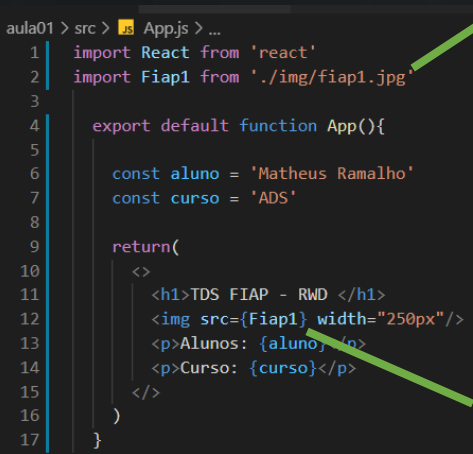 aula01 > src > JS App.js > ...
1 import React from 'react'
2 import Fiap1 from './img/fiap1.jpg'
3
4 export default function App(){
5
6 const aluno = 'Matheus Ramalho'
7 const curso = 'ADS'
8
9 return(
10 <>
11 <h1>TDS FIAP - RWD </h1>
12 <img src={Fiap1} width="250px"/>
13 <p>Alunos: {aluno}</p>
14 <p>Curso: {curso}</p>
15 </>
16 )
17 }